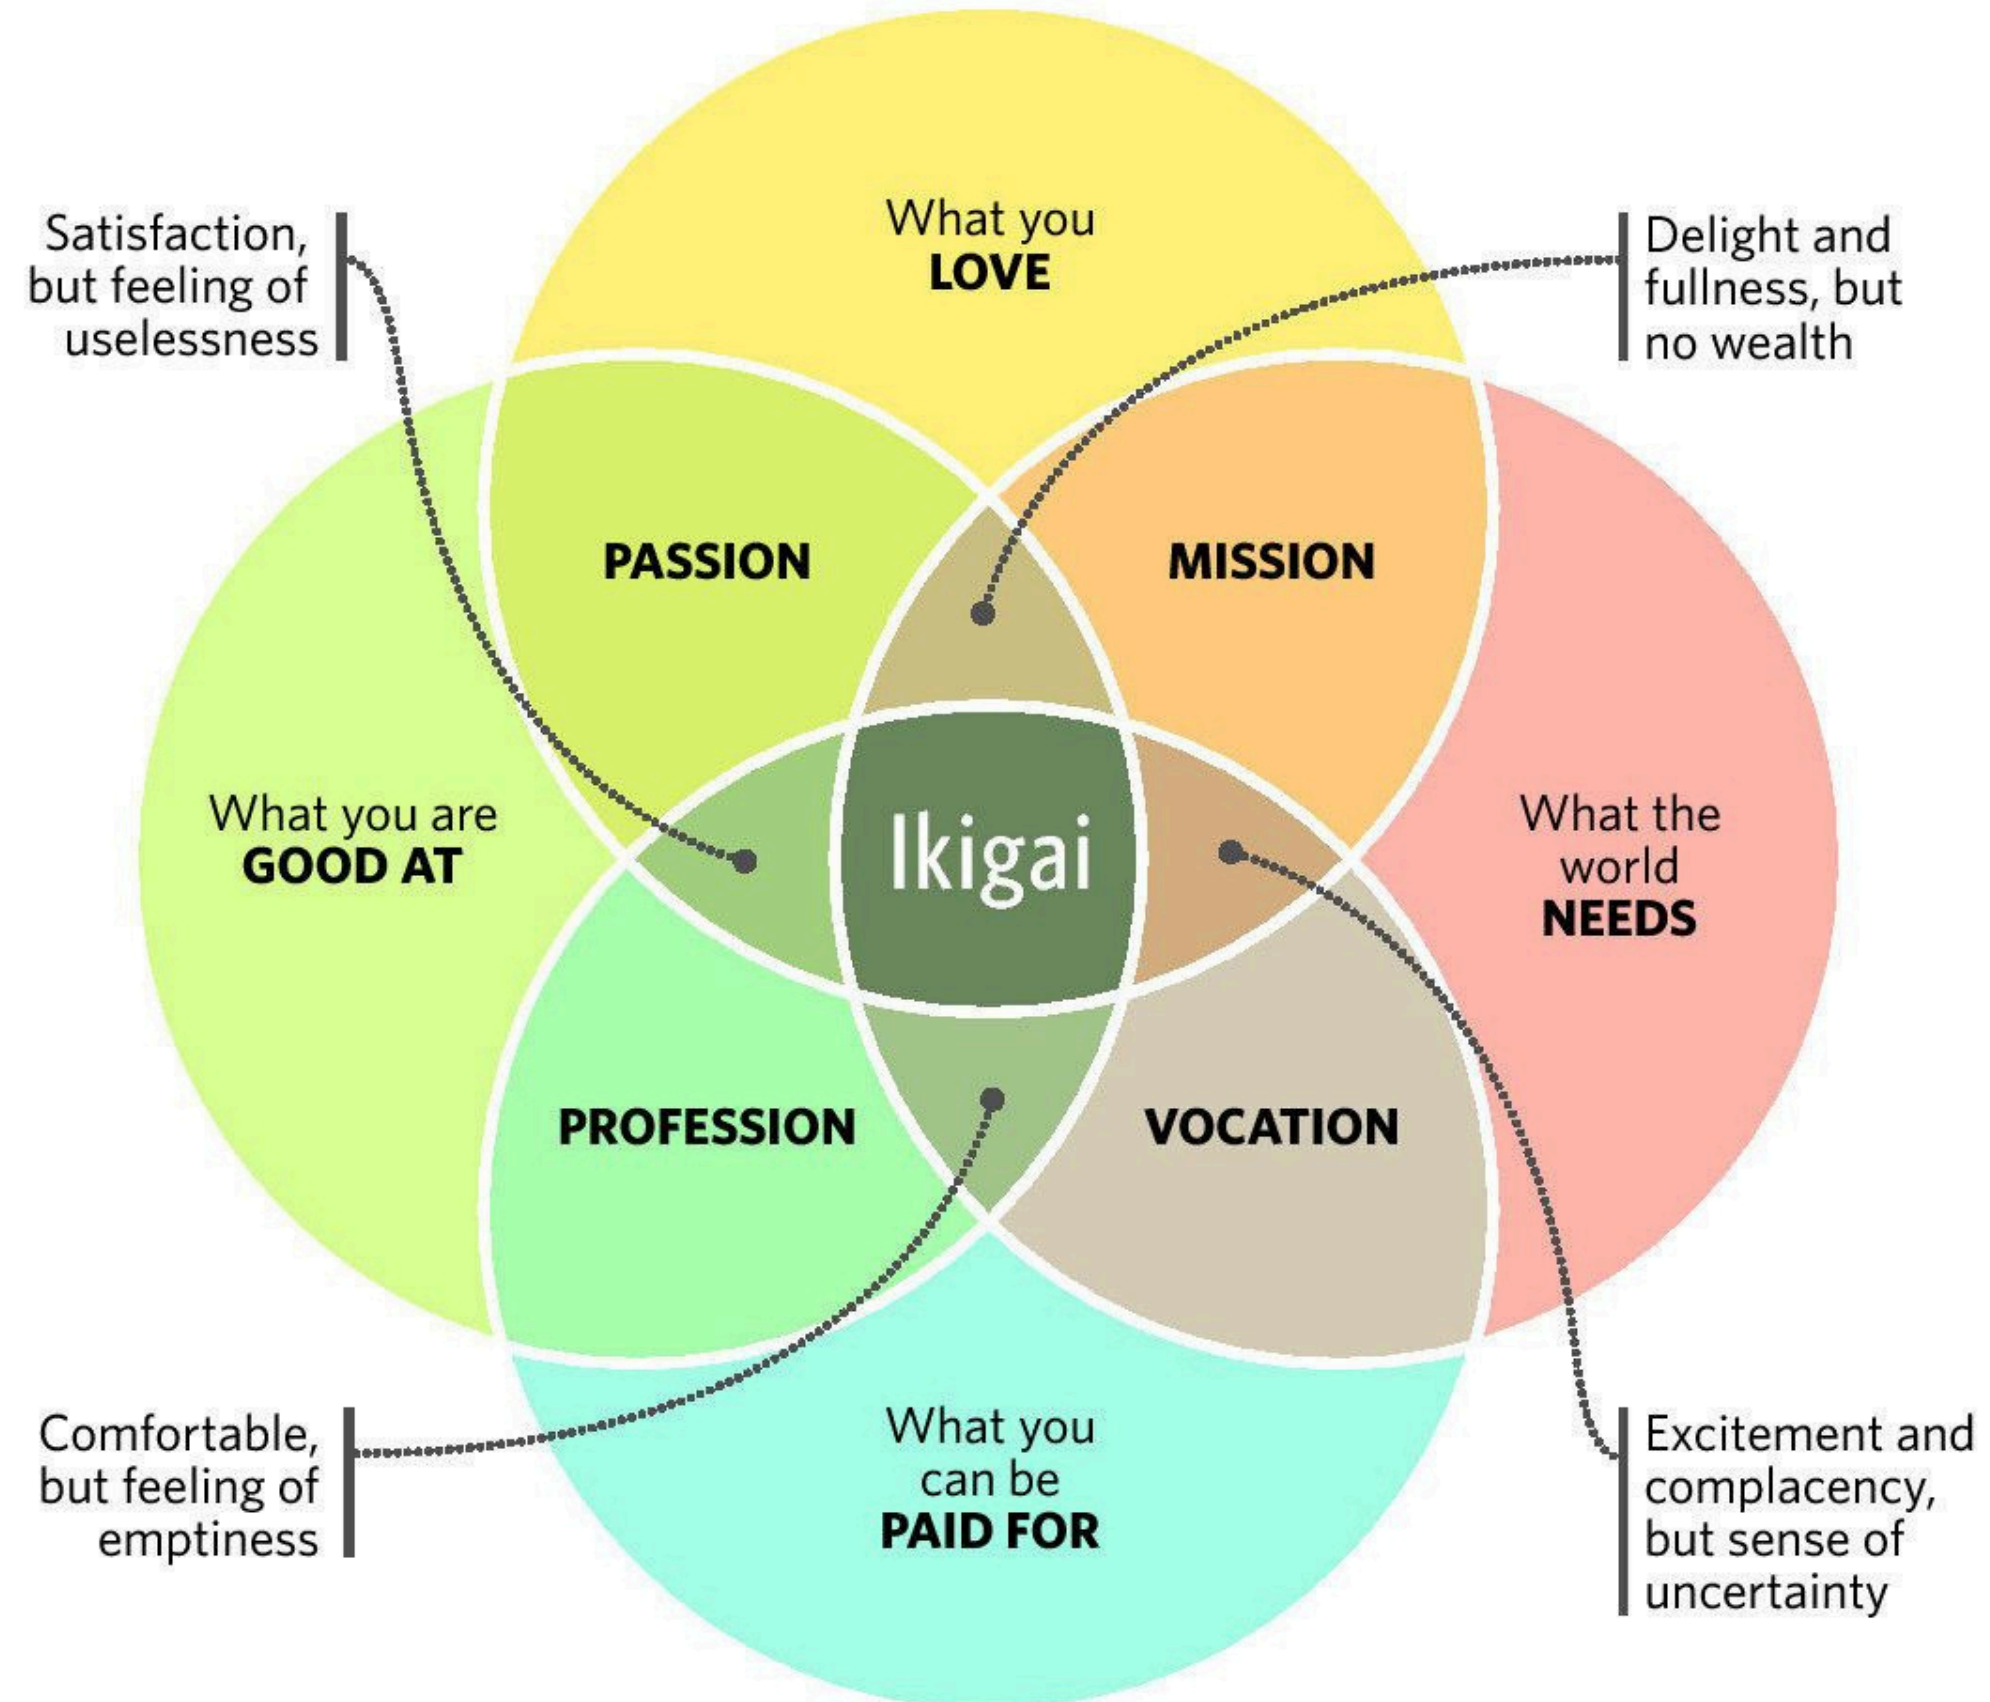 What you
LOVE
Satisfaction,
but feeling of
uselessness
Delight and
fullness, but
no wealth
PASSION
MISSION
What you are
GOOD AT
Ikigai
What the
world
NEEDS
PROFESSION
VOCATION
Comfortable,
but feeling of
emptiness
What you
can be
PAID FOR
Excitement and
complacency,
but sense of
uncertainty